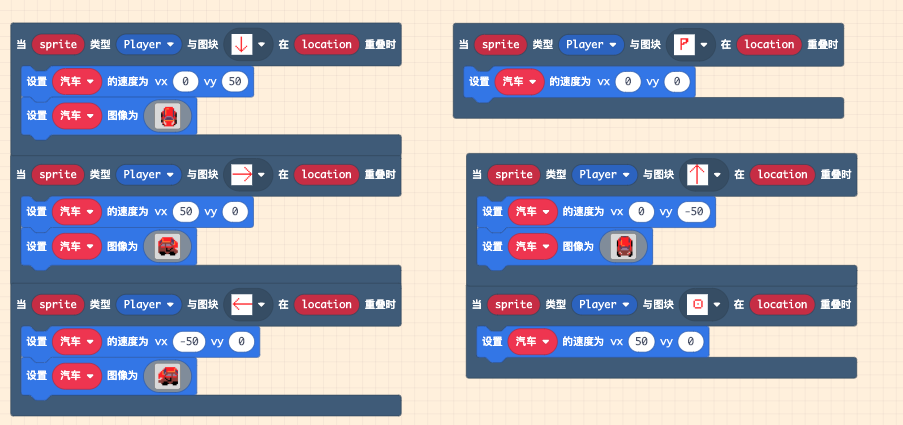 当 sprite 类型 Player 与图块 在 location 重叠时
设置 汽车 的速度为 vx 0 vy 50
设置 汽车 图像为
当 sprite 类型 Player 与图块 在 location 重叠时
设置 汽车 的速度为 vx 50 vy 0
设置 汽车 图像为
当 sprite 类型 Player 与图块 在 location 重叠时
设置 汽车 的速度为 vx -50 vy 0
设置 汽车 图像为
当 sprite 类型 Player 与图块 P 在 location 重叠时
设置 汽车 的速度为 vx 0 vy 0
当 sprite 类型 Player 与图块 在 location 重叠时
设置 汽车 的速度为 vx 0 vy -50
设置 汽车 图像为
当 sprite 类型 Player 与图块 在 location 重叠时
设置 汽车 的速度为 vx 50 vy 0